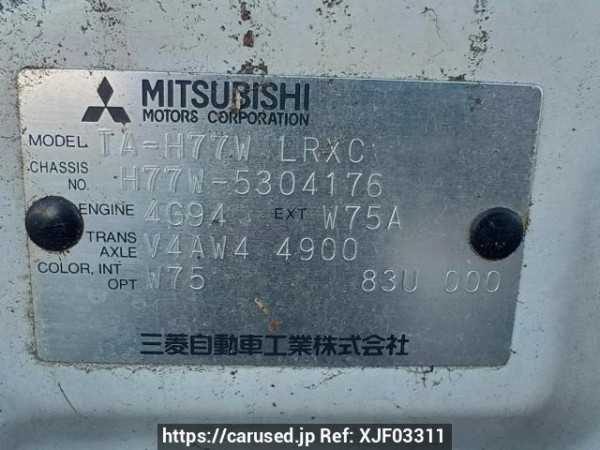 MITSUBISHI
MOTORS CORPORATION
MODEL TA-H77W LRXC
CHASSIS NO. H77W-5304176
ENGINE 4G94 EXT W75A
TRANS AXLE V4AW4 4900
COLOR, INT OPT W75 83U 000
三菱自動車工業株式会社
https://carused.jp Ref: XJF03311